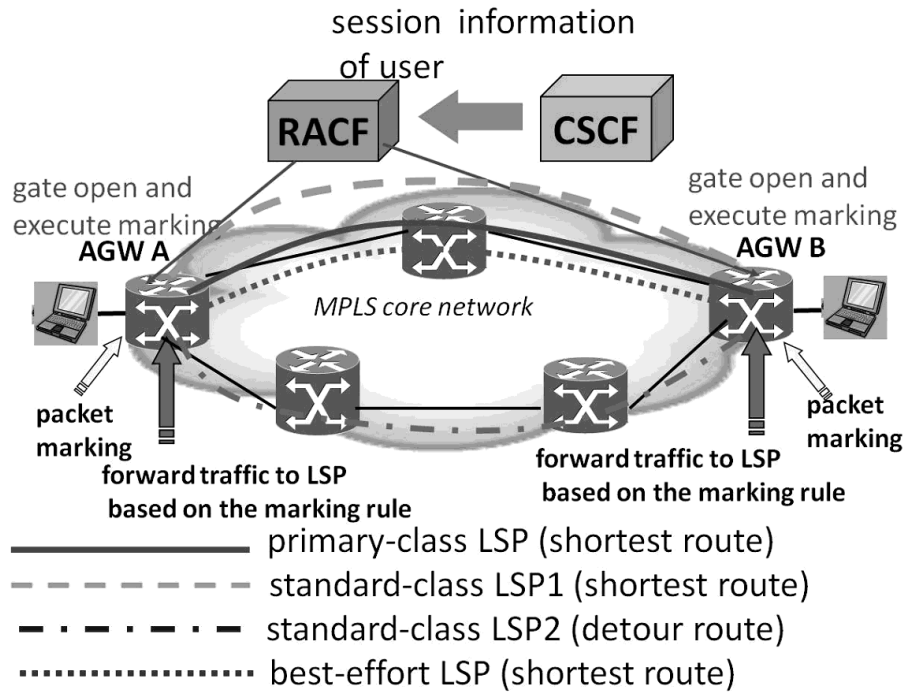 session information
of user
RACF
CSCF
gate open and
execute marking
AGW A
gate open and
execute marking
AGW B
MPLS core network
packet
marking
packet
marking
forward traffic to LSP
based on the marking rule
forward traffic to LSP
based on the marking rule
primary-class LSP (shortest route)
standard-class LSP1 (shortest route)
standard-class LSP2 (detour route)
best-effort LSP (shortest route)